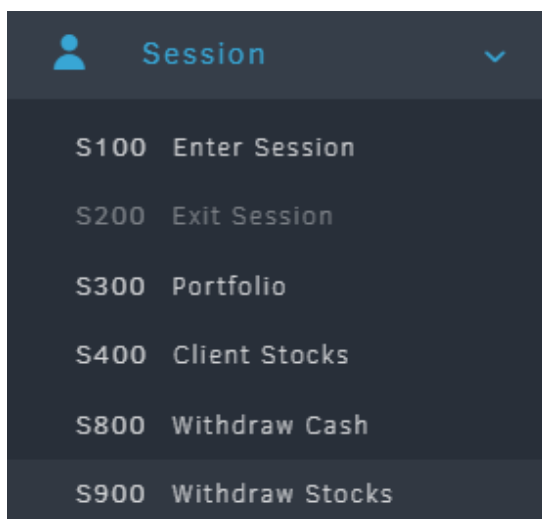 Session
S100 Enter Session
S200 Exit Session
S300 Portfolio
S400 Client Stocks
S800 Withdraw Cash
S900 Withdraw Stocks